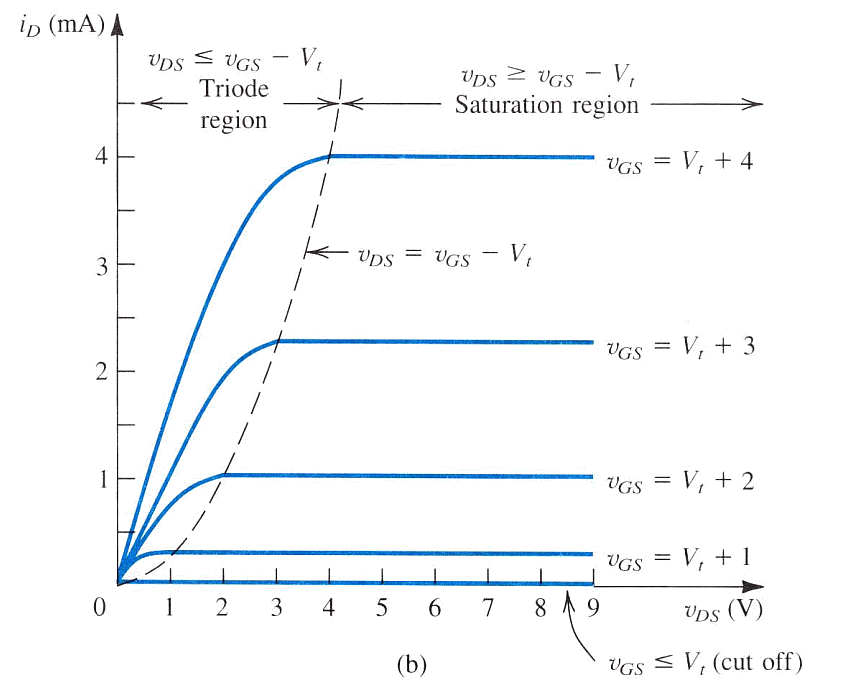 i_D (mA)
v_DS ≤ v_GS − V_t
Triode
region
v_DS ≥ v_GS − V_t
Saturation region
4
v_GS = V_t + 4
v_DS = v_GS − V_t
3
v_GS = V_t + 3
2
1
v_GS = V_t + 2
v_GS = V_t + 1
0 1 2 3 4 5 6 7 8 9 v_DS (V)
(b)
v_GS ≤ V_t (cut off)